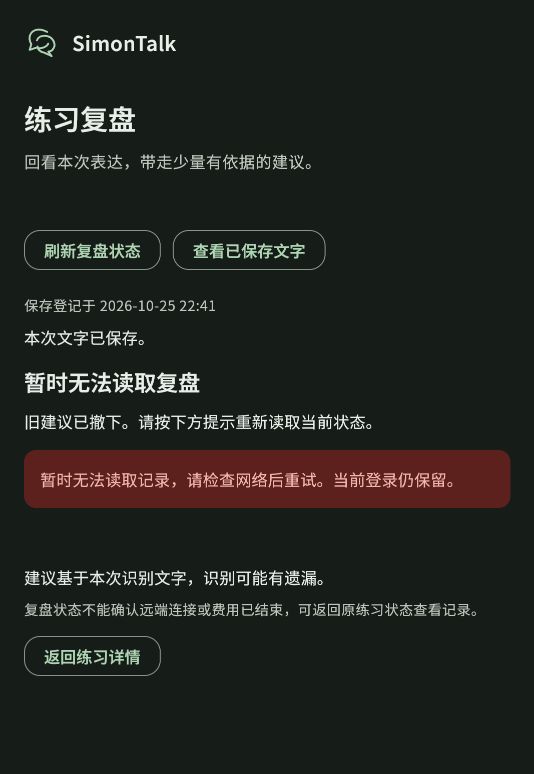 SimonTalk
练习复盘
回看本次表达，带走少量有依据的建议。
刷新复盘状态
查看已保存文字
保存登记于 2026-10-25 22:41
本次文字已保存。
暂时无法读取复盘
旧建议已撤下。请按下方提示重新读取当前状态。
暂时无法读取记录，请检查网络后重试。当前登录仍保留。
建议基于本次识别文字，识别可能有遗漏。
复盘状态不能确认远端连接或费用已结束，可返回原练习状态查看记录。
返回练习详情